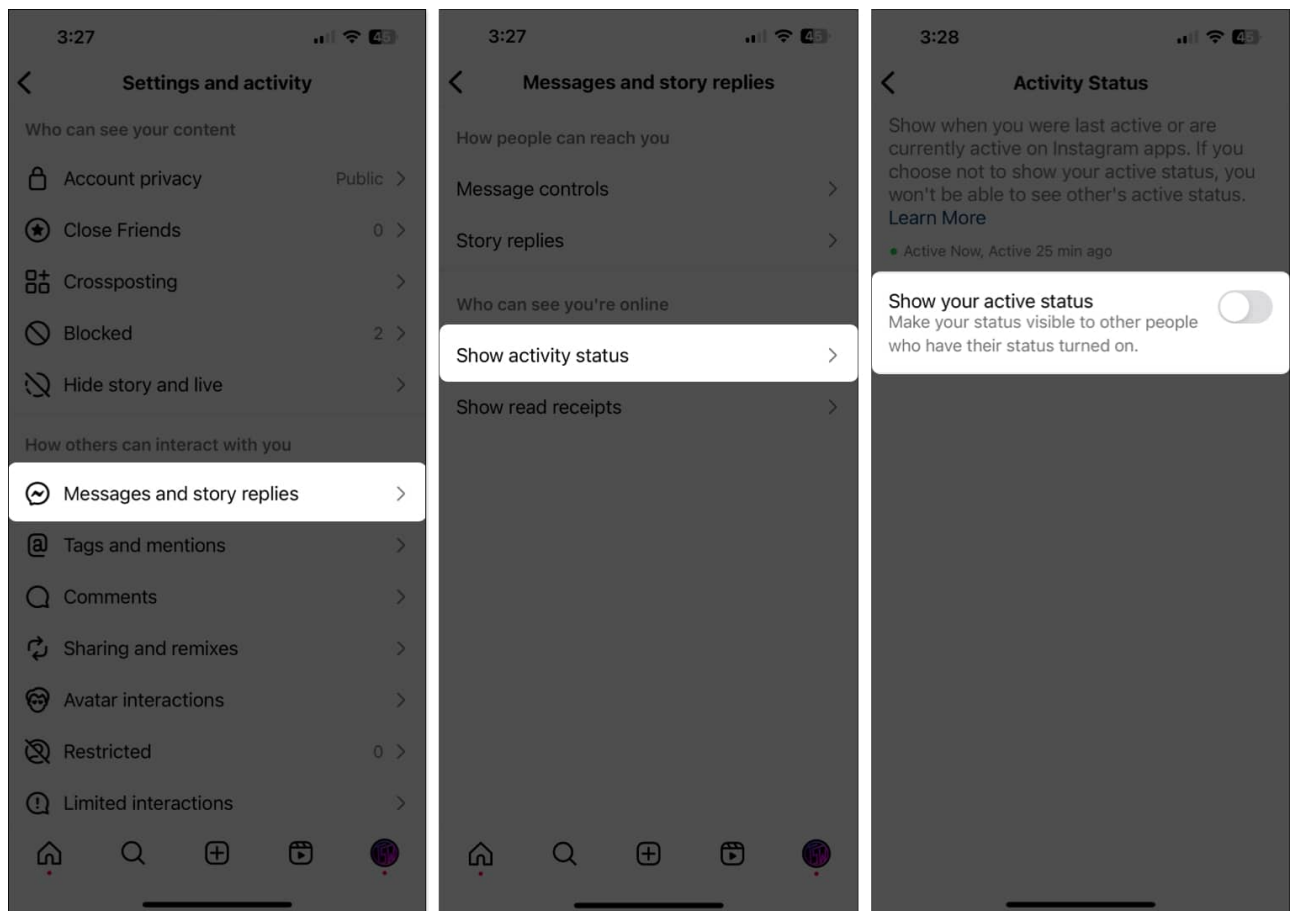 3:27
45
Settings and activity
Who can see your content
Account privacy Public
Close Friends 0
Crossposting
Blocked 2
Hide story and live
How others can interact with you
Messages and story replies
Tags and mentions
Comments
Sharing and remixes
Avatar interactions
Restricted 0
Limited interactions
3:27
45
Messages and story replies
How people can reach you
Message controls
Story replies
Who can see you're online
Show activity status
Show read receipts
3:28
45
Activity Status
Show when you were last active or are
currently active on Instagram apps. If you
choose not to show your active status, you
won't be able to see other's active status.
Learn More
Active Now, Active 25 min ago
Show your active status
Make your status visible to other people
who have their status turned on.